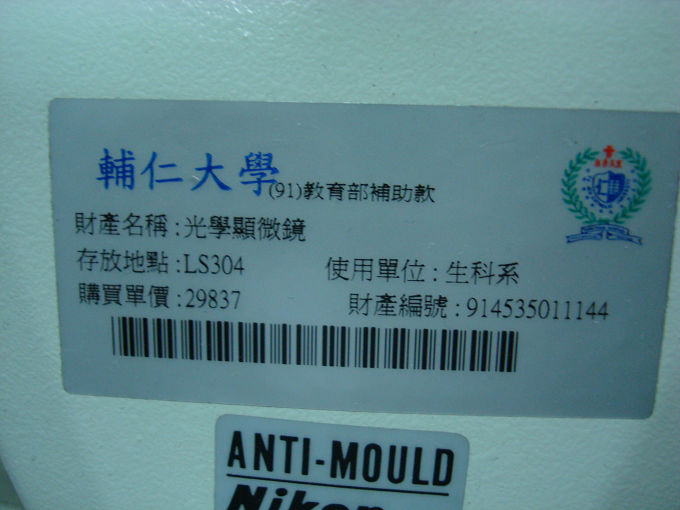 輔仁大學(91)教育部補助款
財產名稱:光學顯微鏡
存放地點:LS304 使用單位:生科系
購買單價:29837 財產編號:914535011144
ANTI-MOULD
Nikon